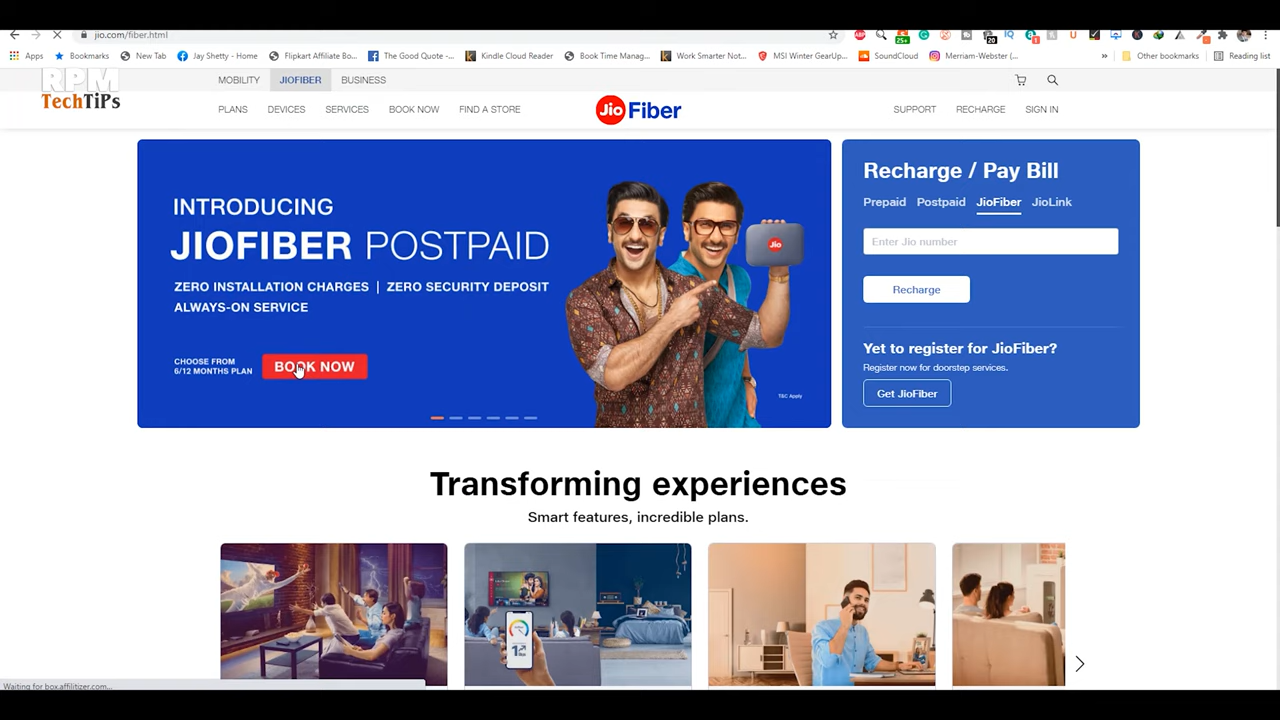 jio.com/fiber.html
Apps Bookmarks New Tab Jay Shetty - Home Flipkart Affiliate Bo... The Good Quote -... Kindle Cloud Reader Book Time Manag... Work Smarter Not... MSI Winter GearUp... SoundCloud Merriam-Webster (... » Other bookmarks Reading list
RPM
TechTiPs
MOBILITY JIOFIBER BUSINESS
PLANS DEVICES SERVICES BOOK NOW FIND A STORE Jio Fiber SUPPORT RECHARGE SIGN IN
INTRODUCING
JIOFIBER POSTPAID
ZERO INSTALLATION CHARGES | ZERO SECURITY DEPOSIT
ALWAYS-ON SERVICE
CHOOSE FROM
6/12 MONTHS PLAN
BOOK NOW
Jio
T&C Apply
Recharge / Pay Bill
Prepaid Postpaid JioFiber JioLink
Enter Jio number
Recharge
Yet to register for JioFiber?
Register now for doorstep services.
Get JioFiber
Transforming experiences
Smart features, incredible plans.
Waiting for box.affilitizer.com...